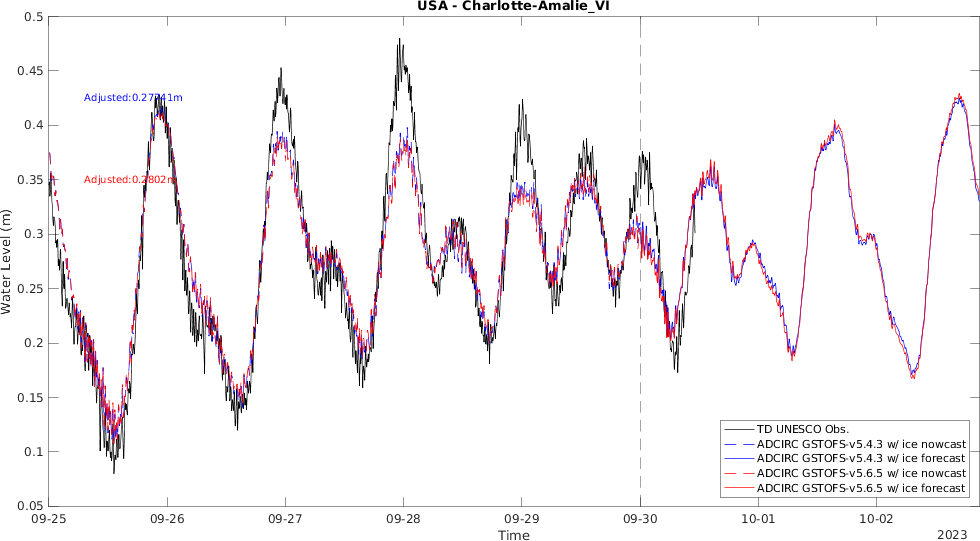 USA - Charlotte-Amalie_VI
0.5
0.45
0.4
0.35
0.3
0.25
0.2
0.15
0.1
0.05
Water Level (m)
Adjusted:0.27741m
Adjusted:0.2802m
TD UNESCO Obs.
ADCIRC GSTOFS-v5.4.3 w/ ice nowcast
ADCIRC GSTOFS-v5.4.3 w/ ice forecast
ADCIRC GSTOFS-v5.6.5 w/ ice nowcast
ADCIRC GSTOFS-v5.6.5 w/ ice forecast
09-25 09-26 09-27 09-28 09-29 09-30 10-01 10-02
Time
2023